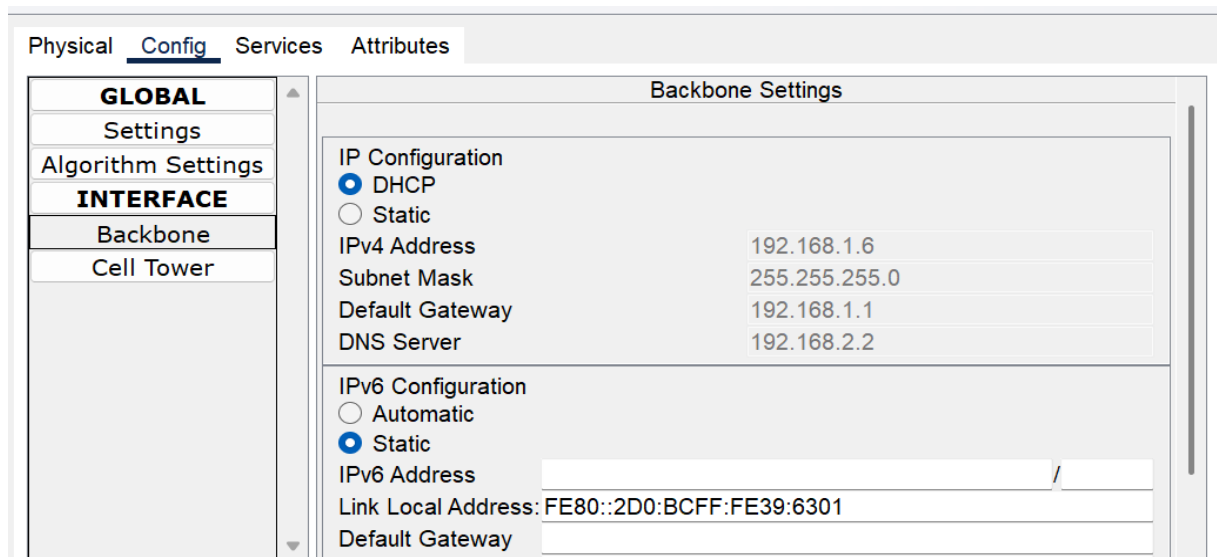 Physical Config Services Attributes
GLOBAL
Settings
Algorithm Settings
INTERFACE
Backbone
Cell Tower
Backbone Settings
IP Configuration
DHCP
Static
IPv4 Address 192.168.1.6
Subnet Mask 255.255.255.0
Default Gateway 192.168.1.1
DNS Server 192.168.2.2
IPv6 Configuration
Automatic
Static
IPv6 Address /
Link Local Address: FE80::2D0:BCFF:FE39:6301
Default Gateway